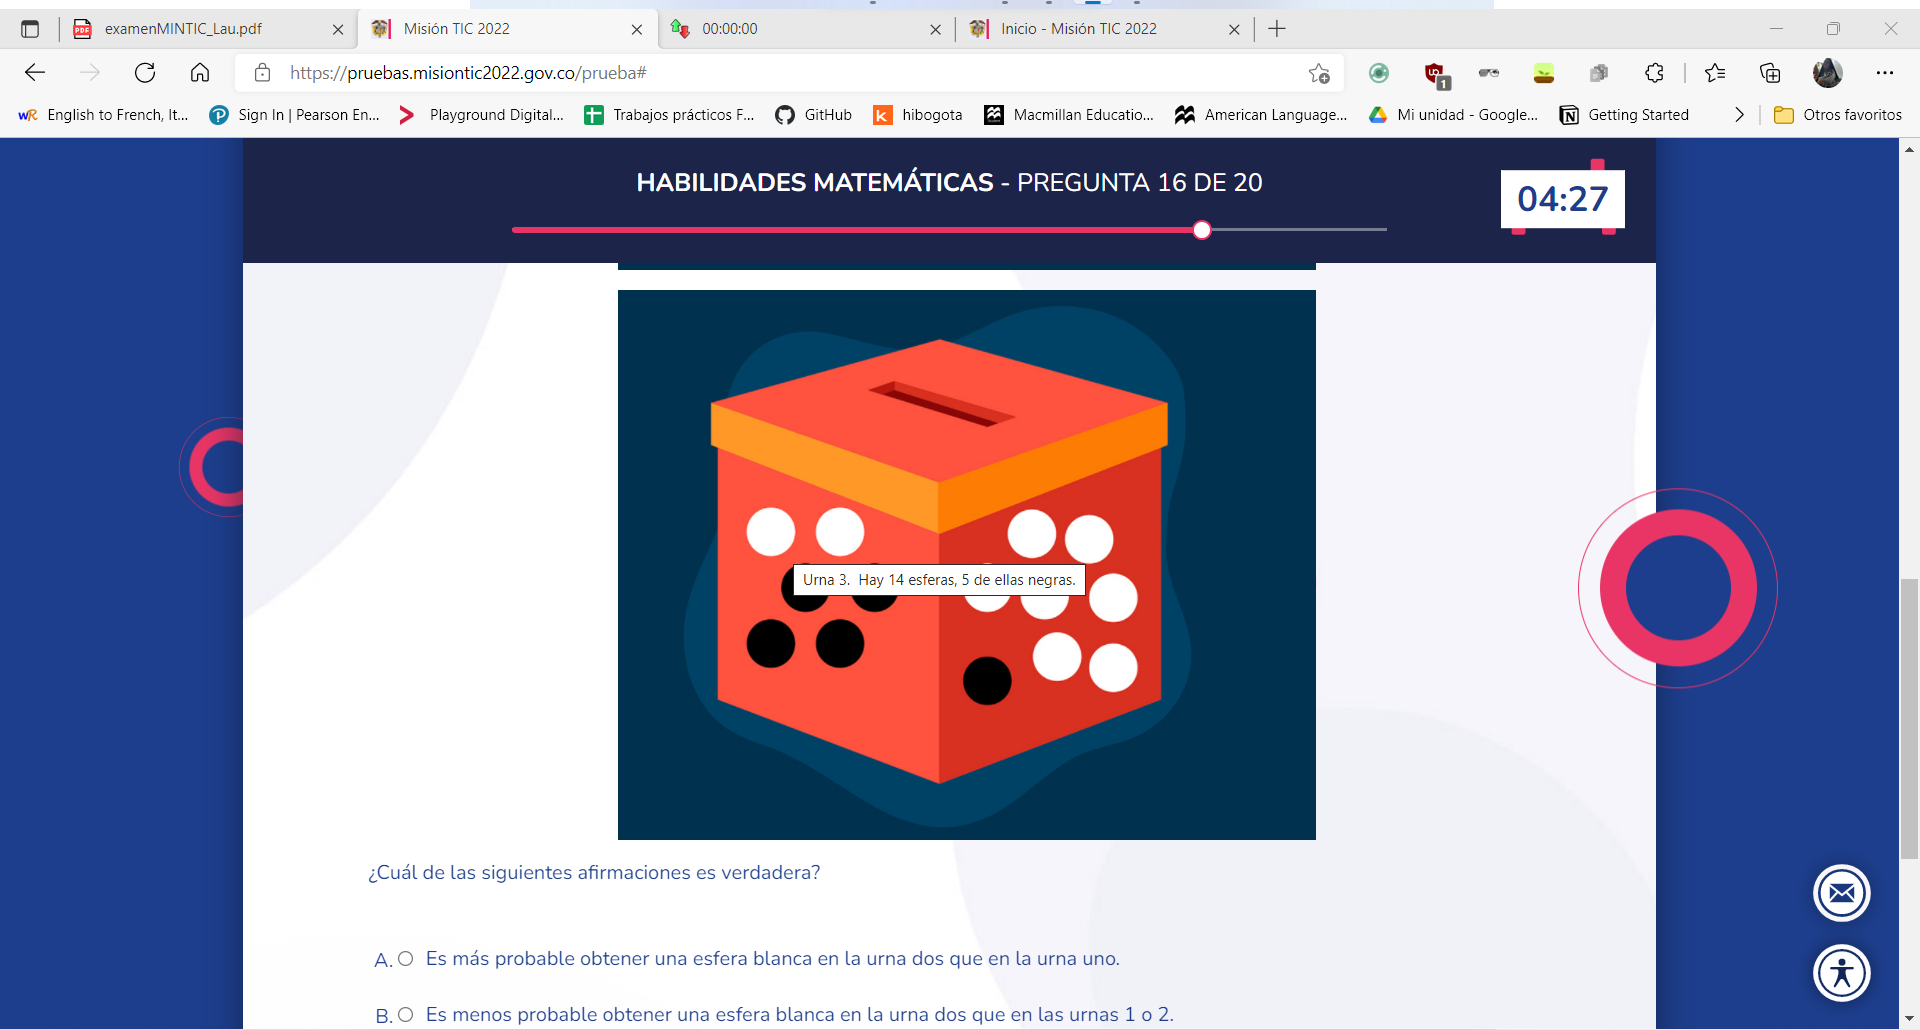 examenMINTIC_Lau.pdf
Misión TIC 2022
00:00:00
Inicio - Misión TIC 2022
https://pruebas.misiontic2022.gov.co/prueba#
1
English to French, It...
Sign In | Pearson En...
Playground Digital...
Trabajos prácticos F...
GitHub
hibogota
Macmillan Educatio...
American Language...
Mi unidad - Google...
Getting Started
Otros favoritos
HABILIDADES MATEMÁTICAS - PREGUNTA 16 DE 20
04:27
Urna 3. Hay 14 esferas, 5 de ellas negras.
¿Cuál de las siguientes afirmaciones es verdadera?
A. Es más probable obtener una esfera blanca en la urna dos que en la urna uno.
B. Es menos probable obtener una esfera blanca en la urna dos que en las urnas 1 o 2.